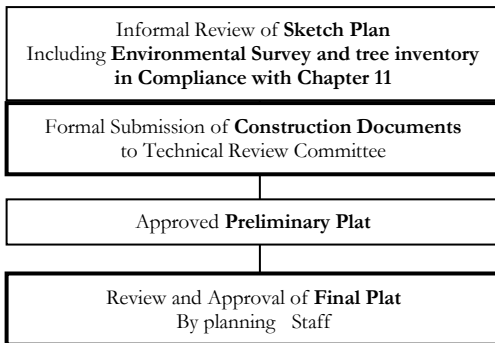 Informal Review of Sketch Plan
Including Environmental Survey and tree inventory
in Compliance with Chapter 11
Formal Submission of Construction Documents
to Technical Review Committee
Approved Preliminary Plat
Review and Approval of Final Plat
By planning Staff